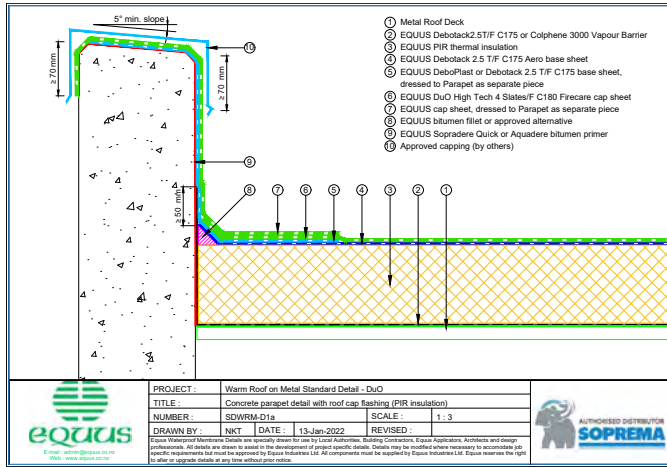 5° min. slope
≥70 mm
≥ 70 mm
≥50 mm
10
9
8
7
6
5
4
3
2
1
1 Metal Roof Deck
2 EQUUS Debotack2.5T/F C175 or Colphene 3000 Vapour Barrier
3 EQUUS PIR thermal insulation
4 EQUUS Debotack 2.5 T/F C175 Aero base sheet
5 EQUUS DeboPlast or Debotack 2.5 T/F C175 base sheet,
dressed to Parapet as separate piece
6 EQUUS DuO High Tech 4 Slates/F C180 Firecare cap sheet
7 EQUUS cap sheet, dressed to Parapet as separate piece
8 EQUUS bitumen fillet or approved alternative
9 EQUUS Sopradere Quick or Aquadere bitumen primer
10 Approved capping (by others)
PROJECT : Warm Roof on Metal Standard Detail - DuO
TITLE : Concrete parapet detail with roof cap flashing (PIR insulation)
NUMBER : SDWRM-D1a SCALE : 1 : 3
DRAWN BY : NKT DATE : 13-Jan-2022 REVISED :
Equus Waterproof Membrane Details are specially drawn for use by Local Authorities, Building Contractors, Equus Applicators, Architects and design
professionals. All details are drawn to assist in the development of project specific details. Details may be modified where necessary to accomodate job
specific requirements but must be approved by Equus Industries Ltd. All components must be supplied by Equus Industries Ltd. Equus reserves the right
to alter or upgrade details at any time without prior notice.
equus
E-mail : admin@equus.co.nz
Web : www.equus.co.nz
AUTHORISED DISTRIBUTOR
SOPREMA